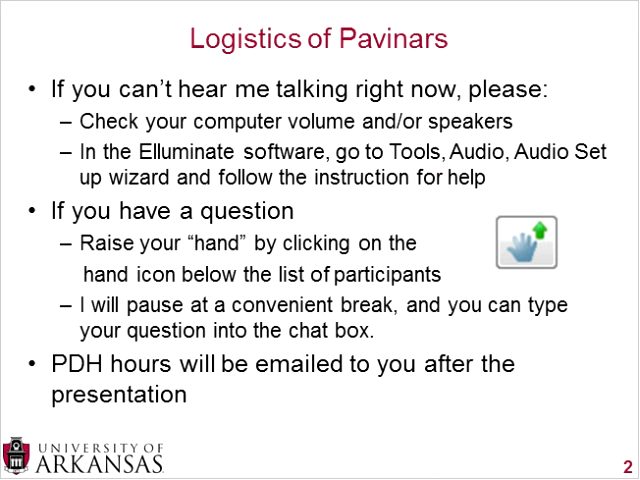 Logistics of Pavinars
• If you can't hear me talking right now, please:
– Check your computer volume and/or speakers
– In the Elluminate software, go to Tools, Audio, Audio Set
up wizard and follow the instruction for help
• If you have a question
– Raise your “hand” by clicking on the
hand icon below the list of participants
– I will pause at a convenient break, and you can type
your question into the chat box.
• PDH hours will be emailed to you after the
presentation
UNIVERSITY OF
ARKANSAS
2